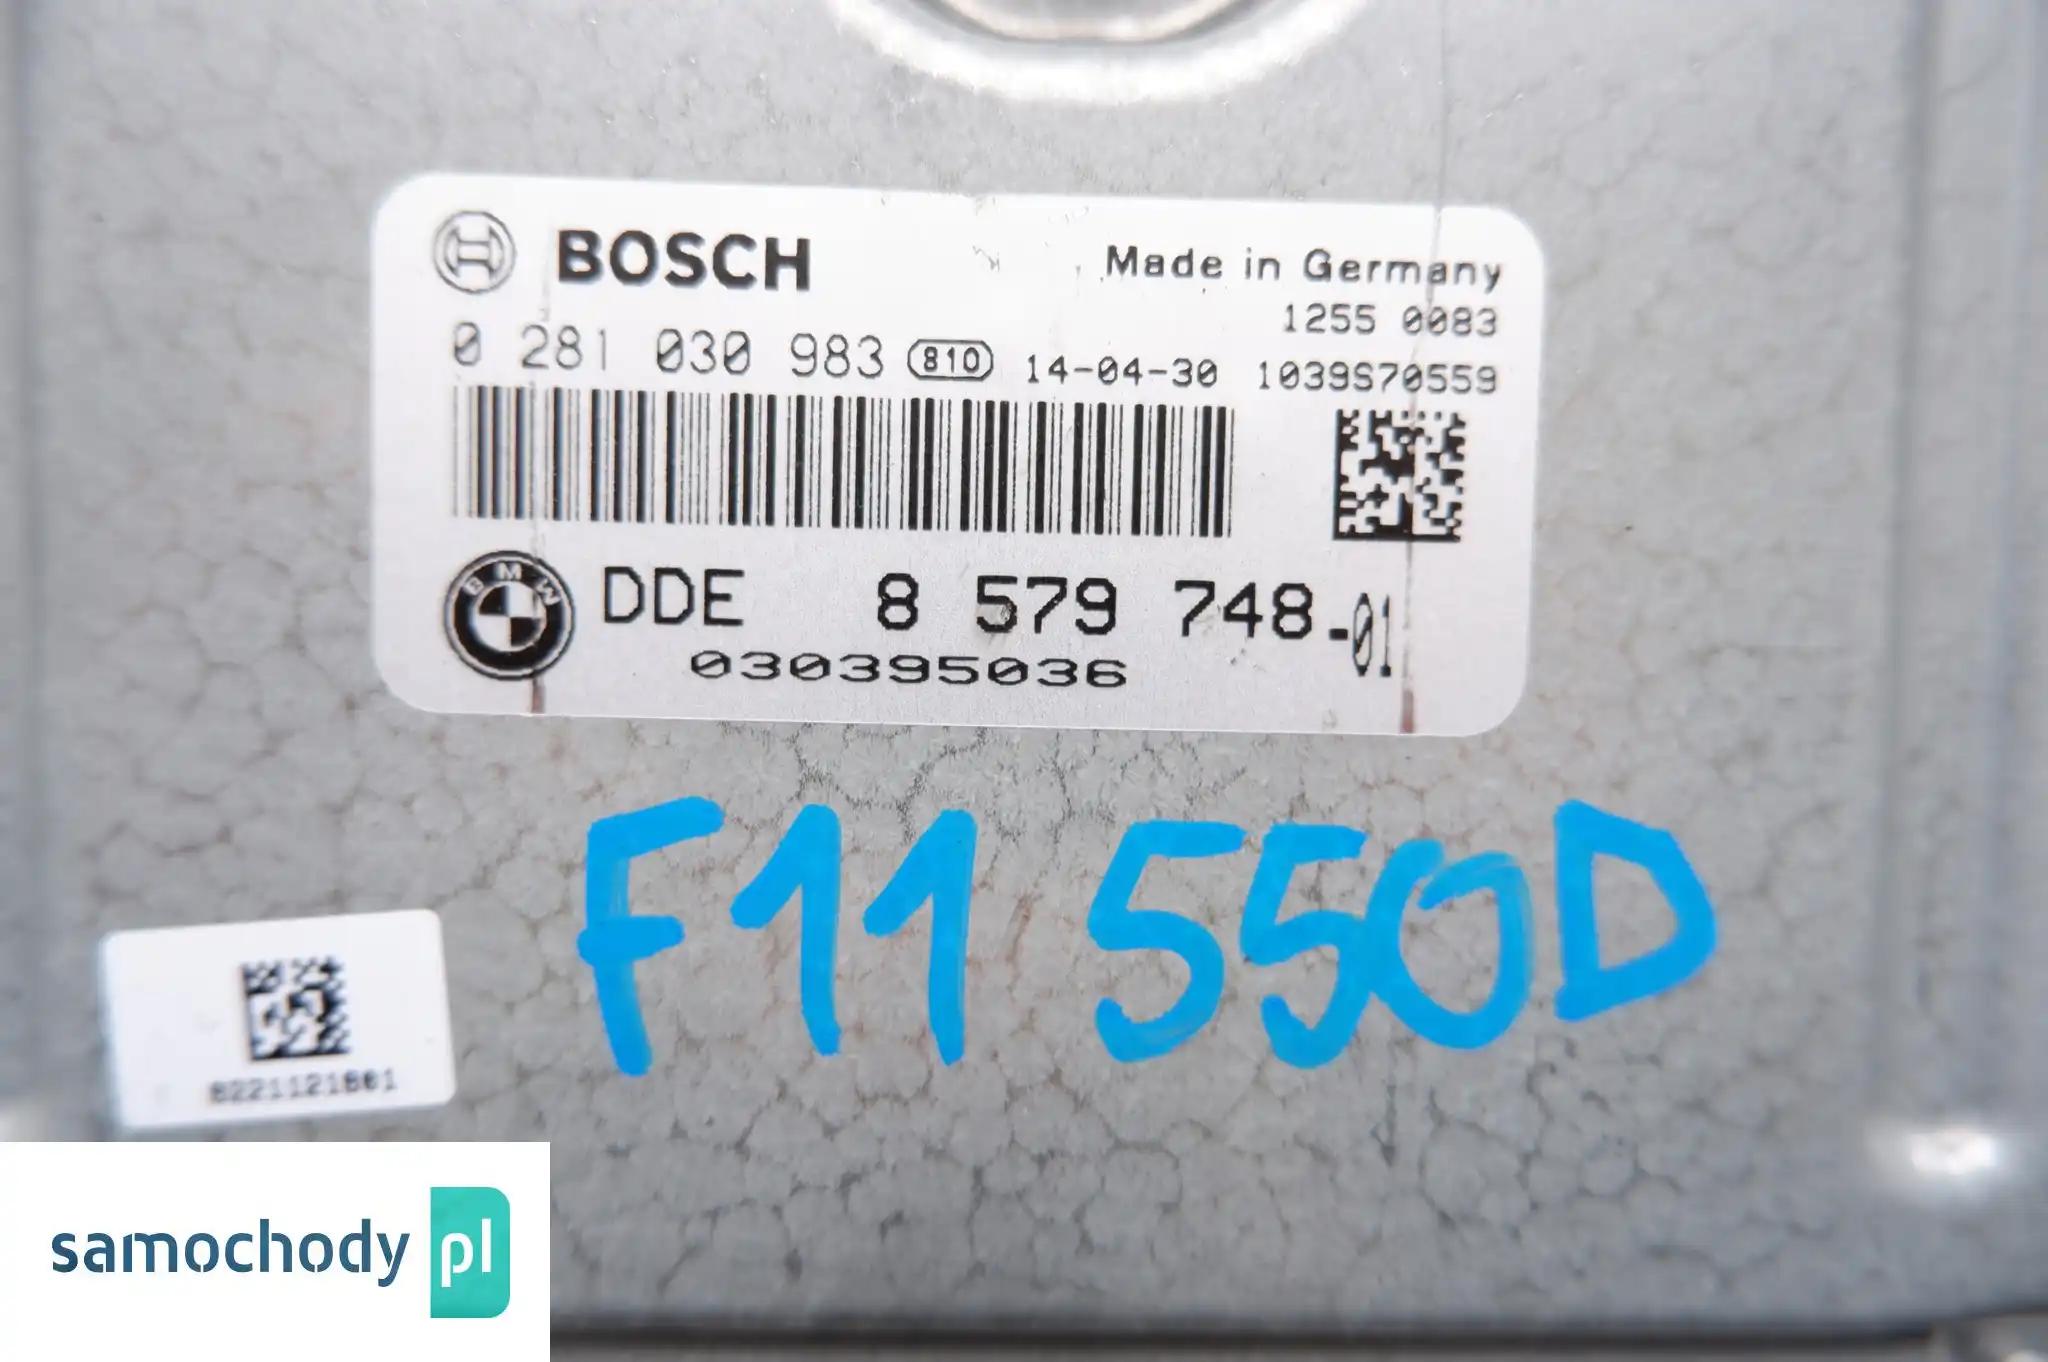 BOSCH
Made in Germany
1255 0083
0 281 030 983 810 14-04-30 1039S70559
BMW
DDE 8 579 748-01
030395036
F11 550D
samochody pl